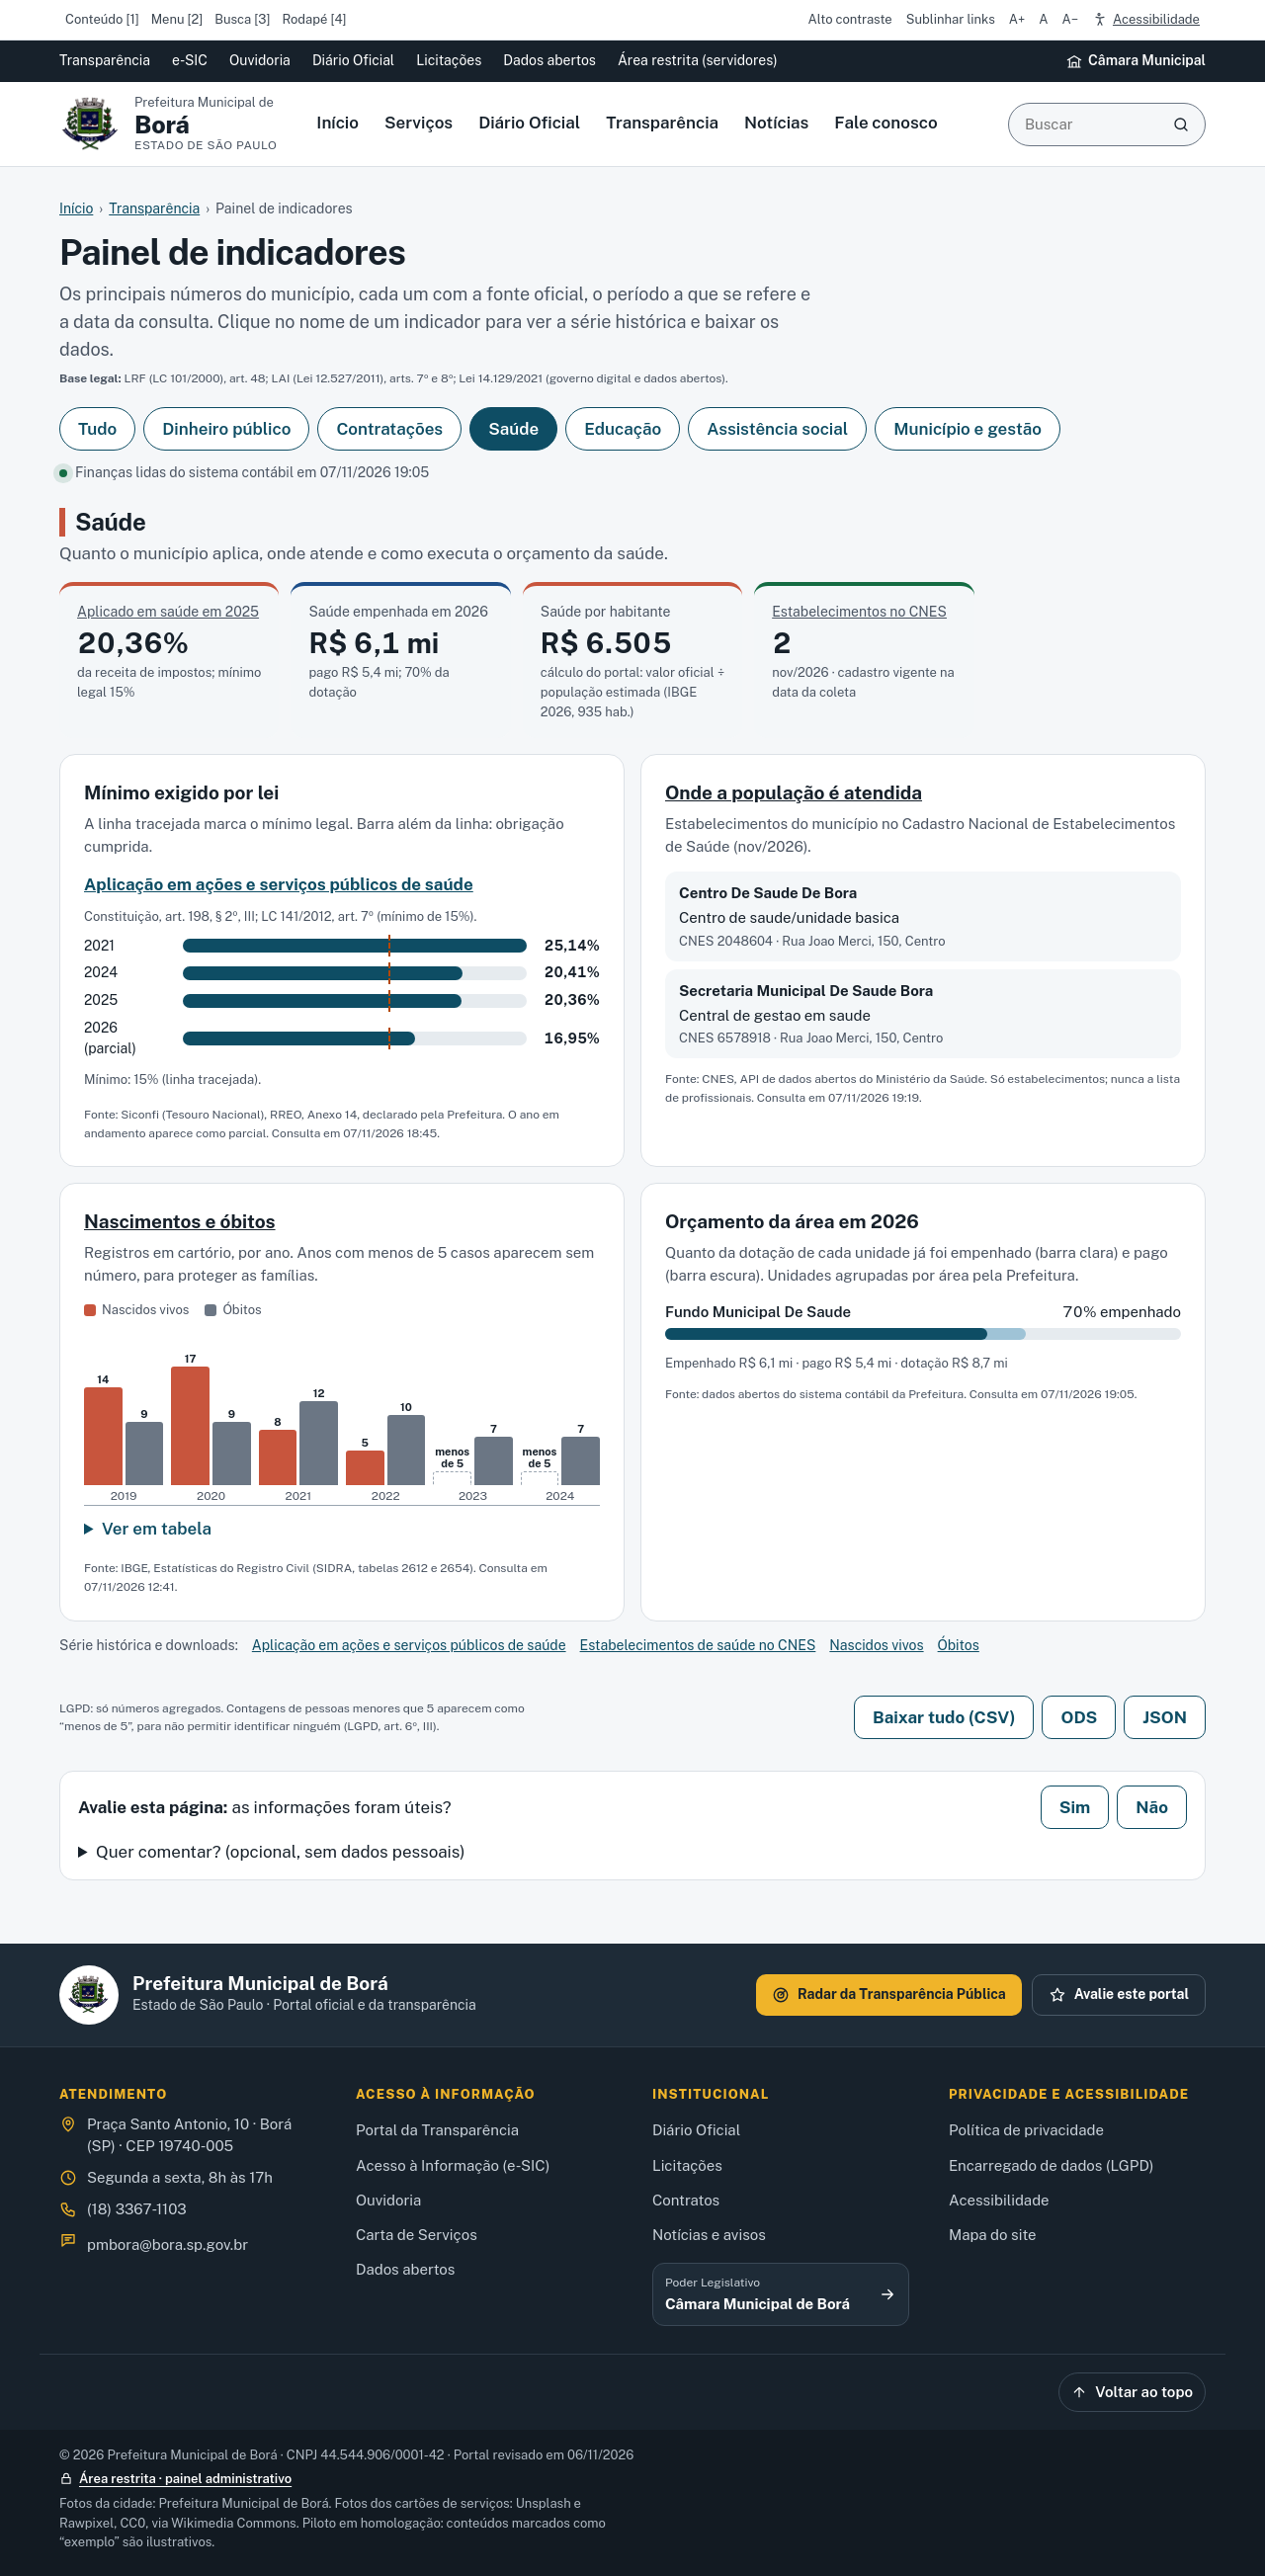 Conteúdo [1] Menu [2] Busca [3] Rodapé [4] Alto contraste Sublinhar links A+ A A− Acessibilidade
Transparência e-SIC Ouvidoria Diário Oficial Licitações Dados abertos Área restrita (servidores) Câmara Municipal
Prefeitura Municipal de
Borá
ESTADO DE SÃO PAULO
Início Serviços Diário Oficial Transparência Notícias Fale conosco Buscar
Início › Transparência › Painel de indicadores
Painel de indicadores
Os principais números do município, cada um com a fonte oficial, o período a que se refere e
a data da consulta. Clique no nome de um indicador para ver a série histórica e baixar os
dados.
Base legal: LRF (LC 101/2000), art. 48; LAI (Lei 12.527/2011), arts. 7º e 8º; Lei 14.129/2021 (governo digital e dados abertos).
Tudo Dinheiro público Contratações Saúde Educação Assistência social Município e gestão
Finanças lidas do sistema contábil em 07/11/2026 19:05
Saúde
Quanto o município aplica, onde atende e como executa o orçamento da saúde.
Aplicado em saúde em 2025
20,36%
da receita de impostos; mínimo
legal 15%
Saúde empenhada em 2026
R$ 6,1 mi
pago R$ 5,4 mi; 70% da
dotação
Saúde por habitante
R$ 6.505
cálculo do portal: valor oficial ÷
população estimada (IBGE
2026, 935 hab.)
Estabelecimentos no CNES
2
nov/2026 · cadastro vigente na
data da coleta
Mínimo exigido por lei
A linha tracejada marca o mínimo legal. Barra além da linha: obrigação
cumprida.
Aplicação em ações e serviços públicos de saúde
Constituição, art. 198, § 2º, III; LC 141/2012, art. 7º (mínimo de 15%).
2021 25,14%
2024 20,41%
2025 20,36%
2026
(parcial) 16,95%
Mínimo: 15% (linha tracejada).
Fonte: Siconfi (Tesouro Nacional), RREO, Anexo 14, declarado pela Prefeitura. O ano em
andamento aparece como parcial. Consulta em 07/11/2026 18:45.
Onde a população é atendida
Estabelecimentos do município no Cadastro Nacional de Estabelecimentos
de Saúde (nov/2026).
Centro De Saude De Bora
Centro de saude/unidade basica
CNES 2048604 · Rua Joao Merci, 150, Centro
Secretaria Municipal De Saude Bora
Central de gestao em saude
CNES 6578918 · Rua Joao Merci, 150, Centro
Fonte: CNES, API de dados abertos do Ministério da Saúde. Só estabelecimentos; nunca a lista
de profissionais. Consulta em 07/11/2026 19:19.
Nascimentos e óbitos
Registros em cartório, por ano. Anos com menos de 5 casos aparecem sem
número, para proteger as famílias.
Nascidos vivos Óbitos
14 9 17 9 8 12 5 10 menos de 5 7 menos de 5 7
2019 2020 2021 2022 2023 2024
Ver em tabela
Fonte: IBGE, Estatísticas do Registro Civil (SIDRA, tabelas 2612 e 2654). Consulta em
07/11/2026 12:41.
Orçamento da área em 2026
Quanto da dotação de cada unidade já foi empenhado (barra clara) e pago
(barra escura). Unidades agrupadas por área pela Prefeitura.
Fundo Municipal De Saude 70% empenhado
Empenhado R$ 6,1 mi · pago R$ 5,4 mi · dotação R$ 8,7 mi
Fonte: dados abertos do sistema contábil da Prefeitura. Consulta em 07/11/2026 19:05.
Série histórica e downloads: Aplicação em ações e serviços públicos de saúde Estabelecimentos de saúde no CNES Nascidos vivos Óbitos
LGPD: só números agregados. Contagens de pessoas menores que 5 aparecem como
“menos de 5”, para não permitir identificar ninguém (LGPD, art. 6º, III).
Baixar tudo (CSV) ODS JSON
Avalie esta página: as informações foram úteis? Sim Não
Quer comentar? (opcional, sem dados pessoais)
Prefeitura Municipal de Borá
Estado de São Paulo · Portal oficial e da transparência
Radar da Transparência Pública Avalie este portal
ATENDIMENTO
Praça Santo Antonio, 10 · Borá
(SP) · CEP 19740-005
Segunda a sexta, 8h às 17h
(18) 3367-1103
pmbora@bora.sp.gov.br
ACESSO À INFORMAÇÃO
Portal da Transparência
Acesso à Informação (e-SIC)
Ouvidoria
Carta de Serviços
Dados abertos
INSTITUCIONAL
Diário Oficial
Licitações
Contratos
Notícias e avisos
Poder Legislativo
Câmara Municipal de Borá
PRIVACIDADE E ACESSIBILIDADE
Política de privacidade
Encarregado de dados (LGPD)
Acessibilidade
Mapa do site
Voltar ao topo
© 2026 Prefeitura Municipal de Borá · CNPJ 44.544.906/0001-42 · Portal revisado em 06/11/2026
Área restrita · painel administrativo
Fotos da cidade: Prefeitura Municipal de Borá. Fotos dos cartões de serviços: Unsplash e
Rawpixel, CC0, via Wikimedia Commons. Piloto em homologação: conteúdos marcados como
“exemplo” são ilustrativos.